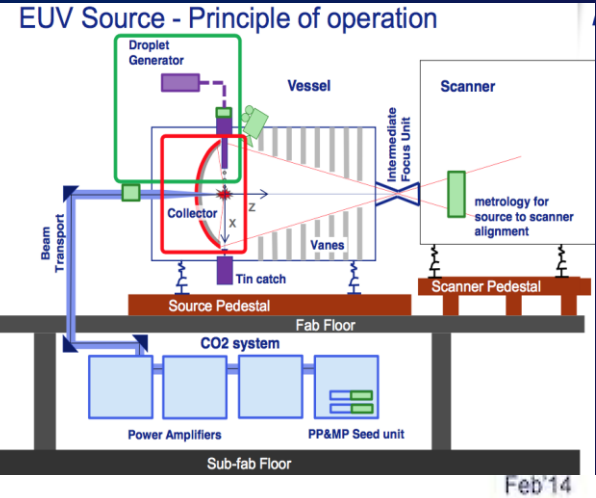 EUV Source - Principle of operation
Droplet
Generator
Vessel
Scanner
Intermediate
Focus Unit
Collector
Z
X
metrology for
source to scanner
alignment
Beam
Transport
Vanes
Tin catch
Source Pedestal
Scanner Pedestal
Fab Floor
CO2 system
Power Amplifiers
PP&MP Seed unit
Sub-fab Floor
Feb'14